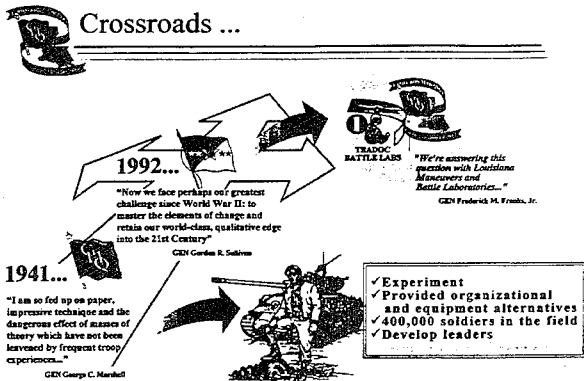 Crossroads ...
TRADOC
BATTLE LABS
"We're answering this
question with Louisiana
Maneuvers and
Battle Laboratories..."
GEN Frederick M. Franks, Jr.
1992...
"Now we face perhaps our greatest
challenge since World War II: to
master the elements of change and
retain our world-class, qualitative edge
into the 21st Century"
GEN Gordon R. Sullivan
1941...
"I am so fed up on paper,
impressive technique and the
dangerous effect of masses of
theory which have not been
leavened by frequent troop
experiences..."
GEN George C. Marshall
✓Experiment
✓Provided organizational
and equipment alternatives
✓400,000 soldiers in the field
✓Develop leaders